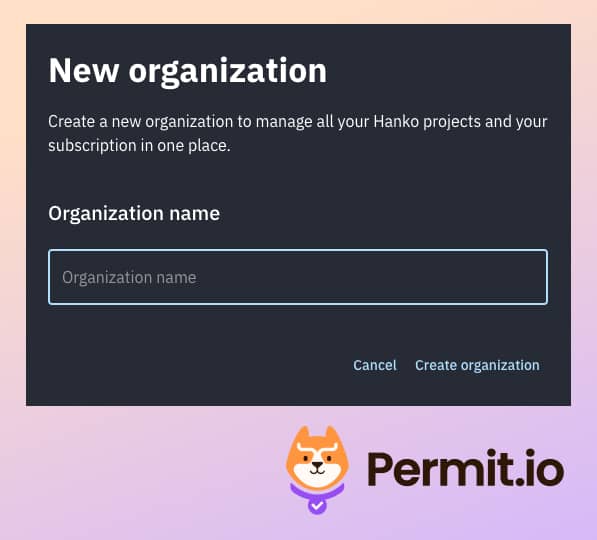 New organization
Create a new organization to manage all your Hanko projects and your
subscription in one place.
Organization name
Organization name
Cancel Create organization
Permit.io